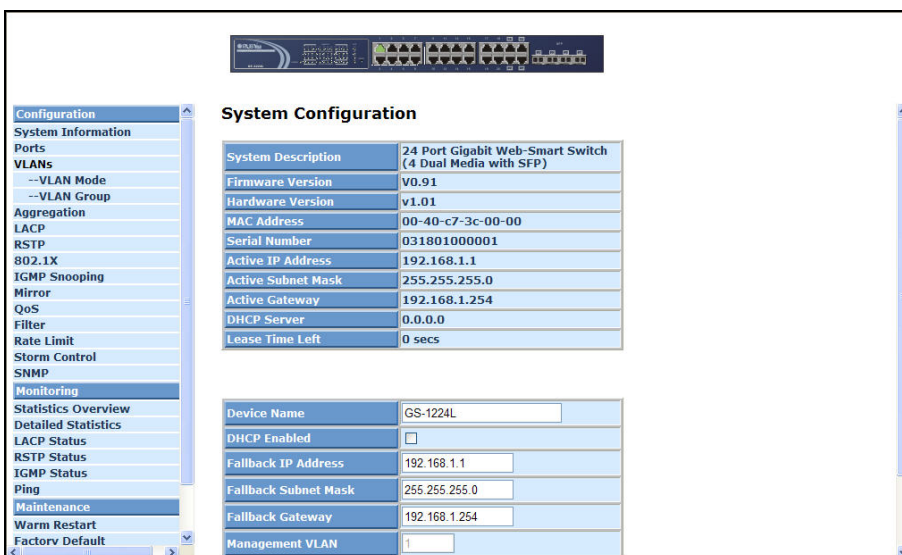 Configuration
System Information
Ports
VLANs
--VLAN Mode
--VLAN Group
Aggregation
LACP
RSTP
802.1X
IGMP Snooping
Mirror
QoS
Filter
Rate Limit
Storm Control
SNMP
Monitoring
Statistics Overview
Detailed Statistics
LACP Status
RSTP Status
IGMP Status
Ping
Maintenance
Warm Restart
Factory Default
System Configuration
System Description 24 Port Gigabit Web-Smart Switch
(4 Dual Media with SFP)
Firmware Version V0.91
Hardware Version v1.01
MAC Address 00-40-c7-3c-00-00
Serial Number 031801000001
Active IP Address 192.168.1.1
Active Subnet Mask 255.255.255.0
Active Gateway 192.168.1.254
DHCP Server 0.0.0.0
Lease Time Left 0 secs
Device Name GS-1224L
DHCP Enabled
Fallback IP Address 192.168.1.1
Fallback Subnet Mask 255.255.255.0
Fallback Gateway 192.168.1.254
Management VLAN 1